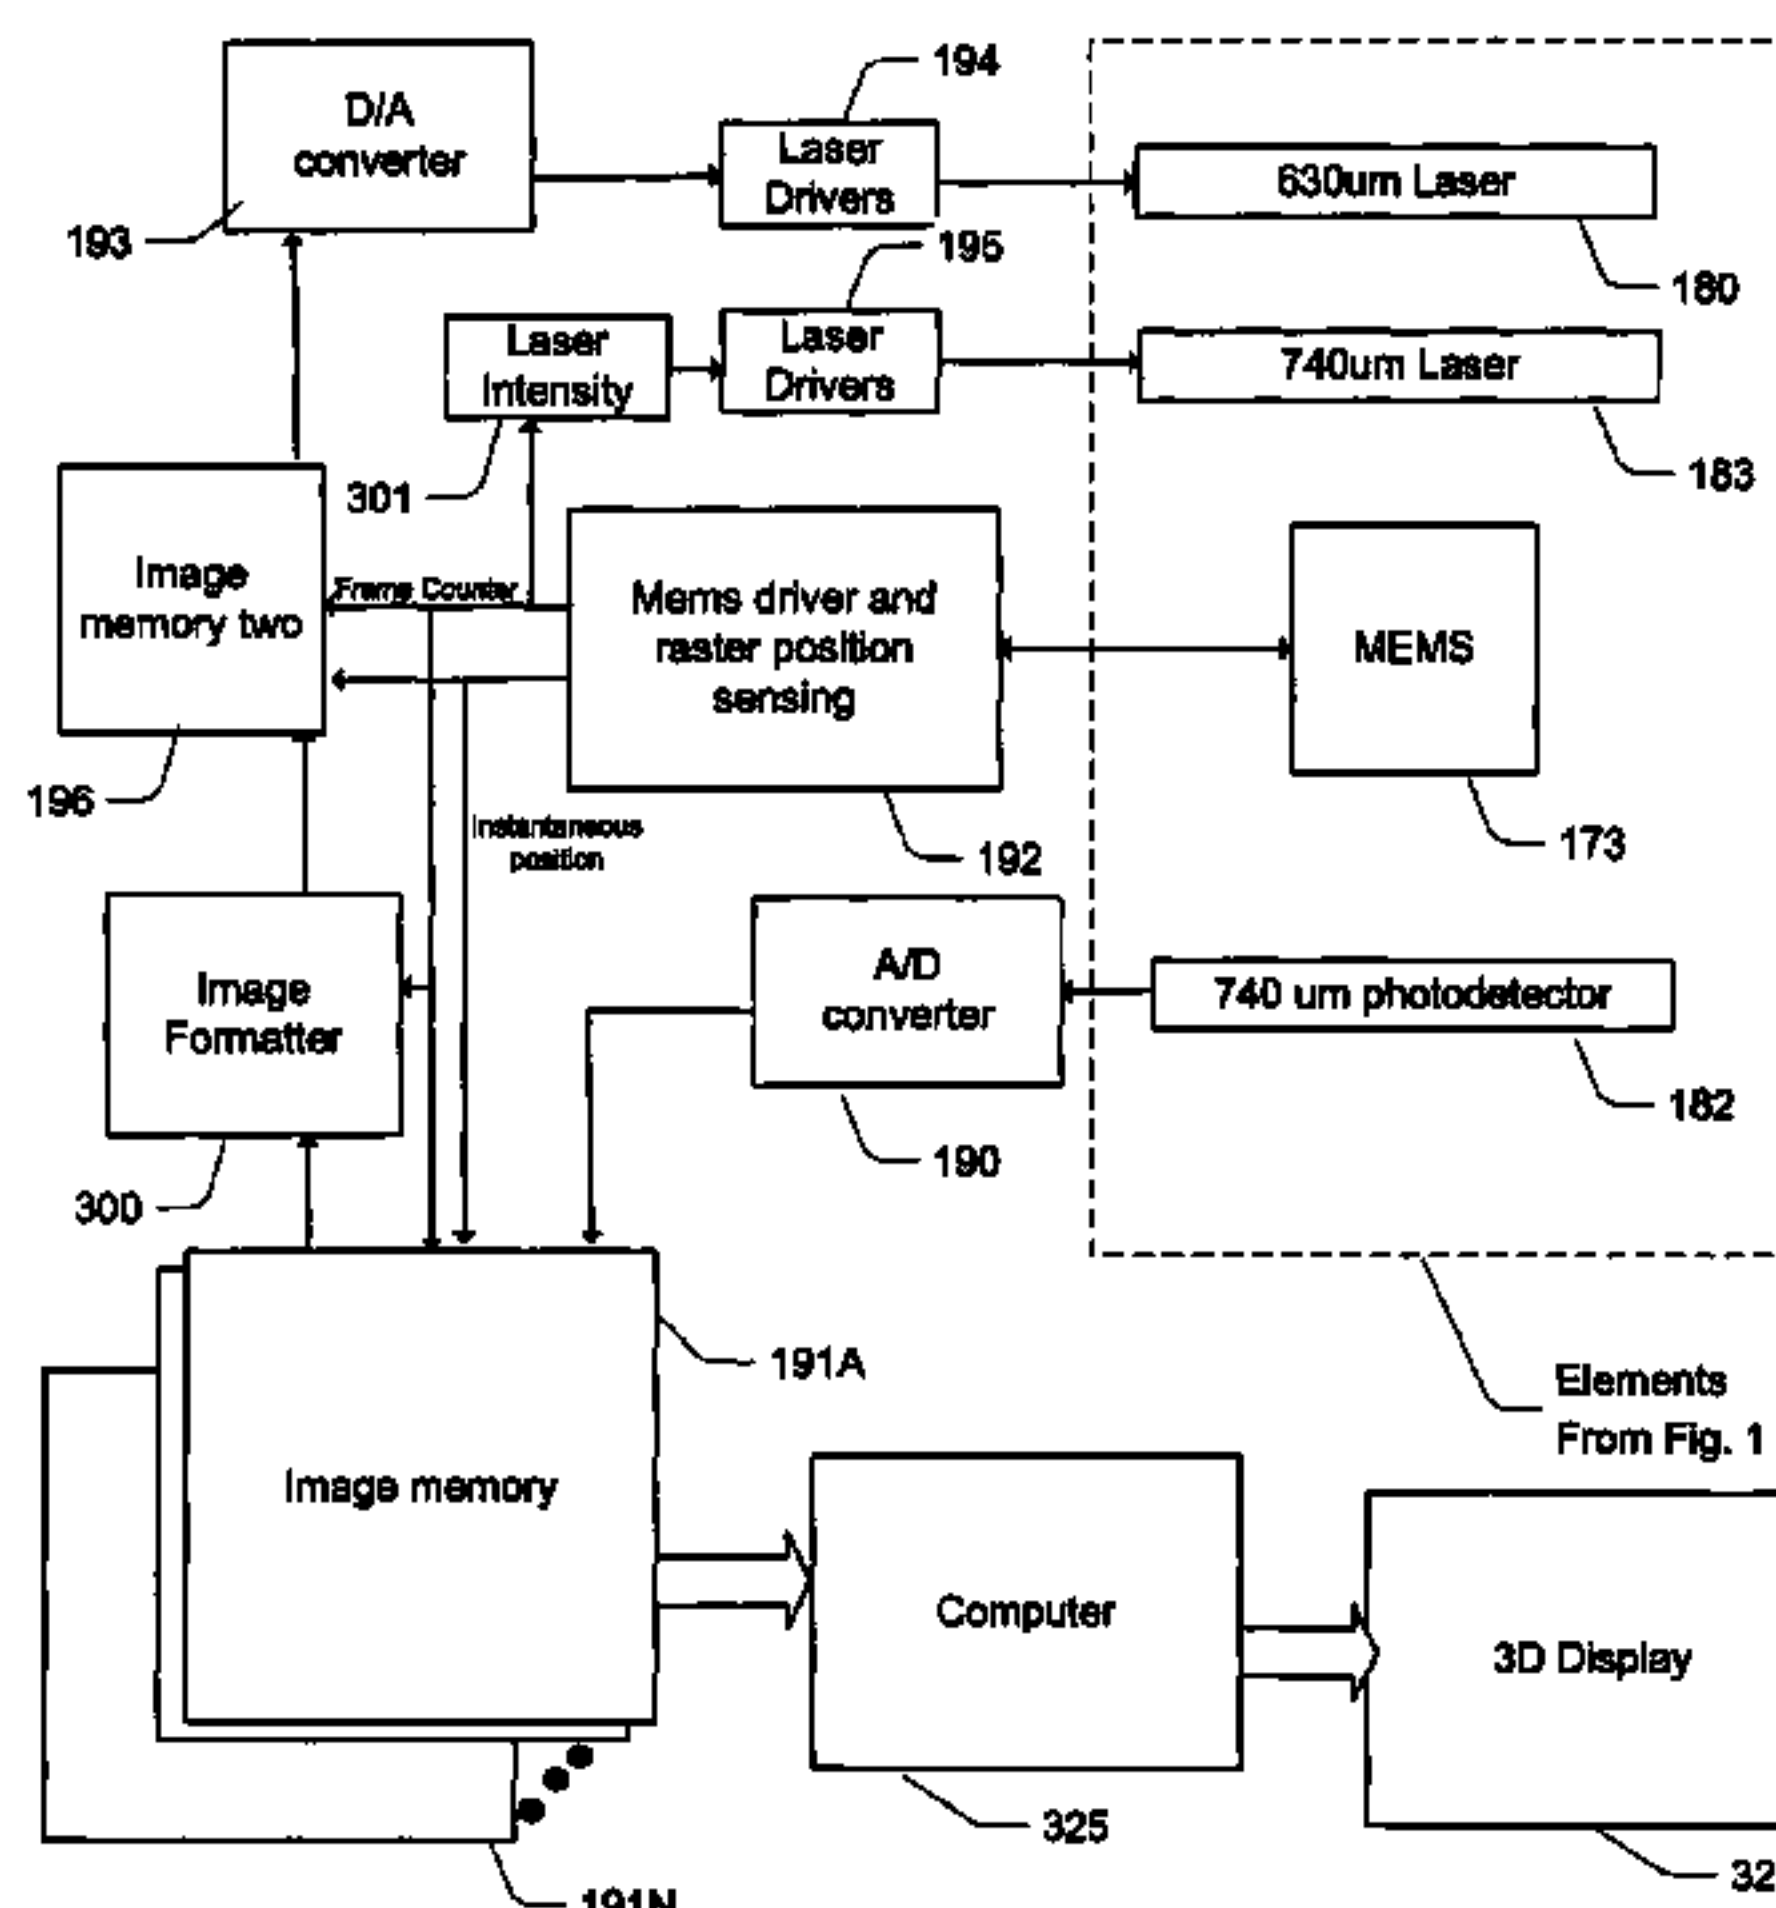 194
D/A
converter
Laser
Drivers
630um Laser
193
195
180
Laser
Intensity
Laser
Drivers
740um Laser
301
183
Image
memory two
Frame Counter
Mems driver and
raster position
sensing
MEMS
196
Instantaneous
position
192
173
Image
Formatter
A/D
converter
740 um photodetector
182
190
300
191A
Elements
From Fig. 1
Image memory
Computer
3D Display
325
32
191N